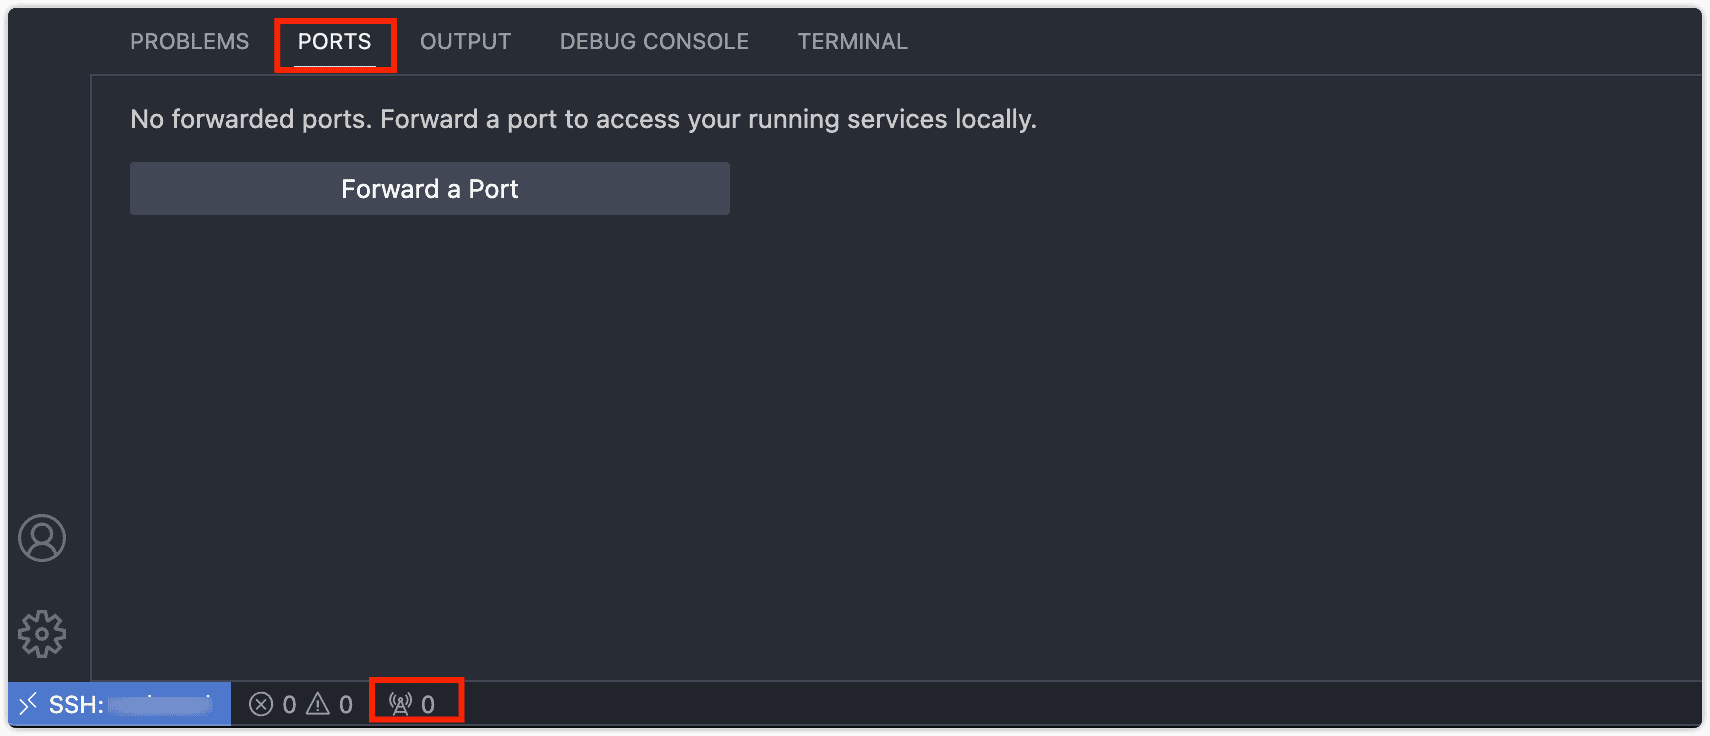 PROBLEMS PORTS OUTPUT DEBUG CONSOLE TERMINAL
No forwarded ports. Forward a port to access your running services locally.
Forward a Port
SSH: 0 0 0